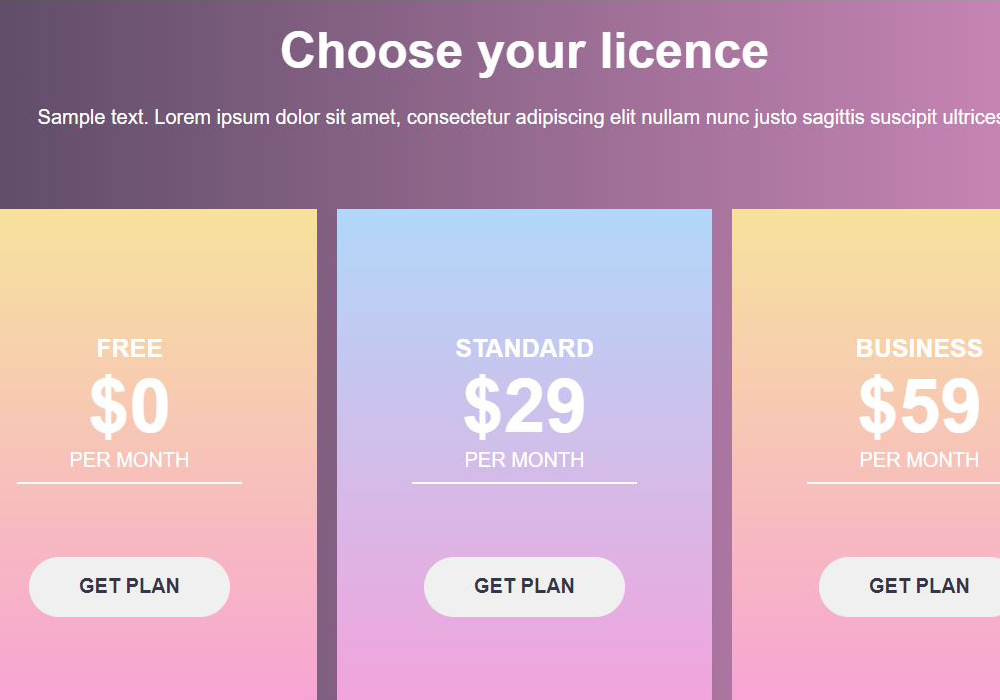 Choose your licence
Sample text. Lorem ipsum dolor sit amet, consectetur adipiscing elit nullam nunc justo sagittis suscipit ultrices
FREE
$0
PER MONTH
GET PLAN
STANDARD
$29
PER MONTH
GET PLAN
BUSINESS
$59
PER MONTH
GET PLAN